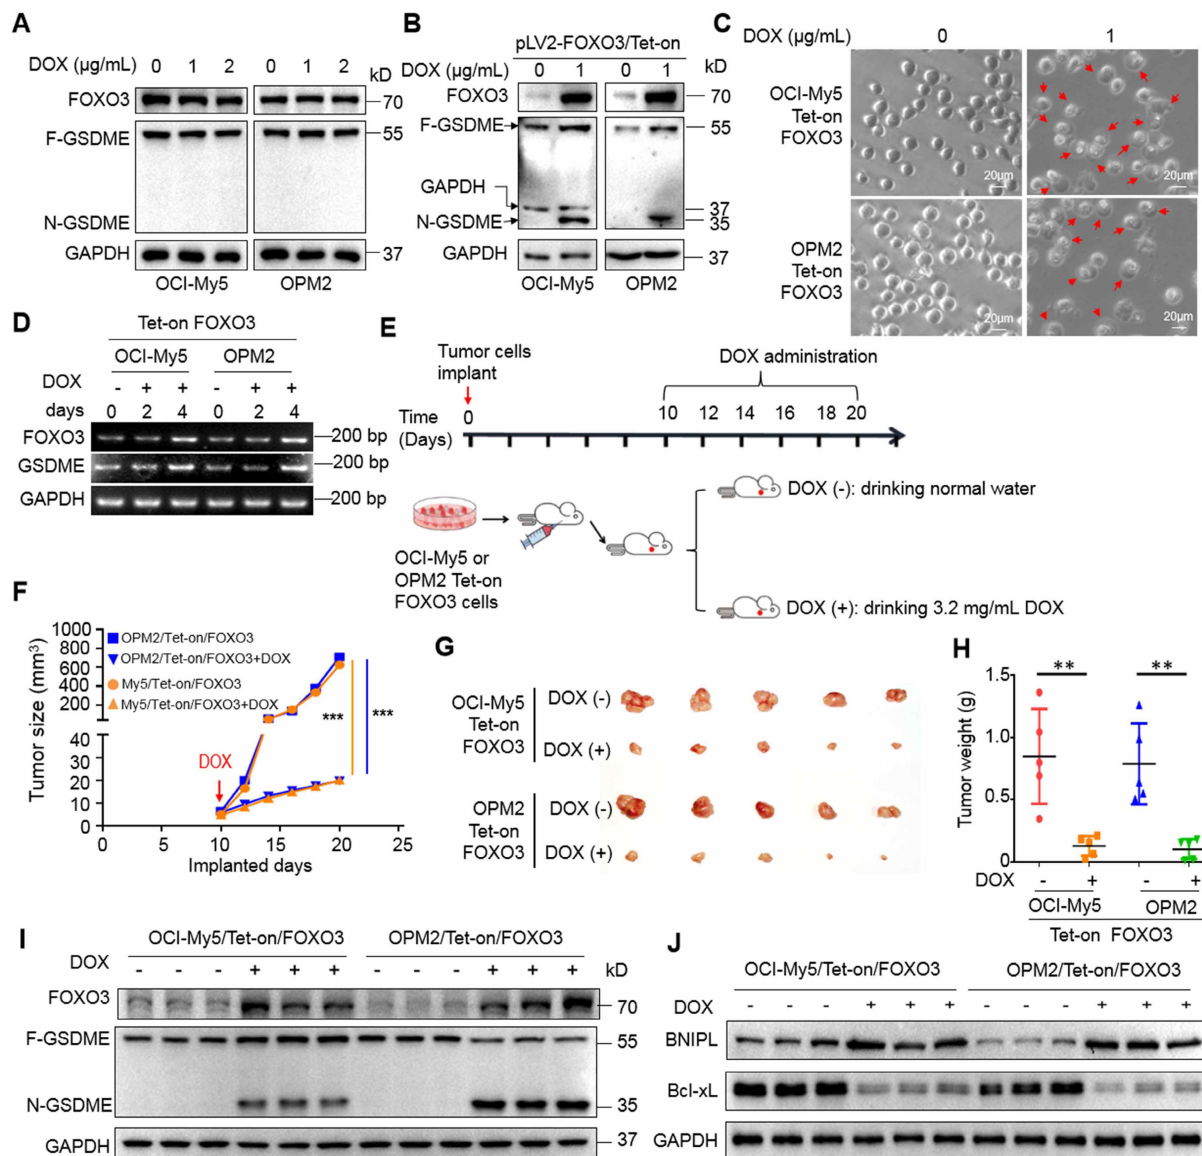 A
DOX (µg/mL) 0 1 2 0 1 2 kD
FOXO3 70
F-GSDME 55
N-GSDME
GAPDH 37
OCI-My5 OPM2
B
pLV2-FOXO3/Tet-on
DOX (µg/mL) 0 1 0 1 kD
FOXO3 70
F-GSDME 55
GAPDH 37
N-GSDME 35
GAPDH 37
OCI-My5 OPM2
C
DOX (µg/mL) 0 1
OCI-My5
Tet-on
FOXO3
20µm 20µm
OPM2
Tet-on
FOXO3
20µm 20µm
D
Tet-on FOXO3
OCI-My5 OPM2
DOX - + + - + +
days 0 2 4 0 2 4
FOXO3 200 bp
GSDME 200 bp
GAPDH 200 bp
E
Tumor cells
implant
DOX administration
Time
(Days)
0 10 12 14 16 18 20
OCI-My5 or
OPM2 Tet-on
FOXO3 cells
DOX (-): drinking normal water
DOX (+): drinking 3.2 mg/mL DOX
F
Tumor size (mm³)
1000
800
600
400
200
40
30
20
10
0
OPM2/Tet-on/FOXO3
OPM2/Tet-on/FOXO3+DOX
My5/Tet-on/FOXO3
My5/Tet-on/FOXO3+DOX
*** ***
DOX
0 5 10 15 20 25
Implanted days
G
OCI-My5
Tet-on
FOXO3
DOX (-)
DOX (+)
OPM2
Tet-on
FOXO3
DOX (-)
DOX (+)
H
Tumor weight (g)
1.5
1.0
0.5
0
** **
DOX - + - +
OCI-My5 OPM2
Tet-on FOXO3
I
OCI-My5/Tet-on/FOXO3 OPM2/Tet-on/FOXO3
DOX - - - + + + - - - + + + kD
FOXO3 70
F-GSDME 55
N-GSDME 35
GAPDH 37
J
OCI-My5/Tet-on/FOXO3 OPM2/Tet-on/FOXO3
DOX - - - + + + - - - + + +
BNIPL
Bcl-xL
GAPDH